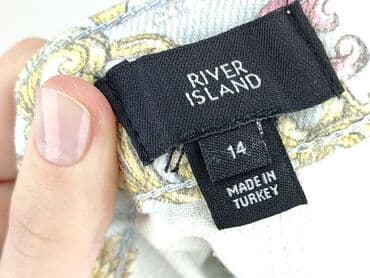 RIVER
ISLAND
14
MADE IN
TURKEY